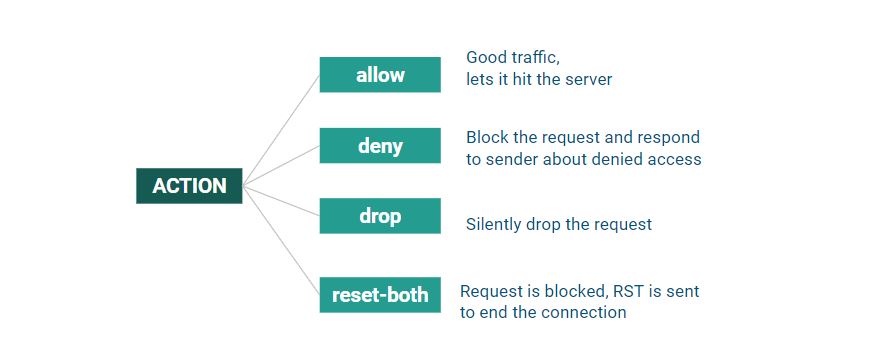 ACTION
allow
Good traffic,
lets it hit the server
deny
Block the request and respond
to sender about denied access
drop
Silently drop the request
reset-both
Request is blocked, RST is sent
to end the connection